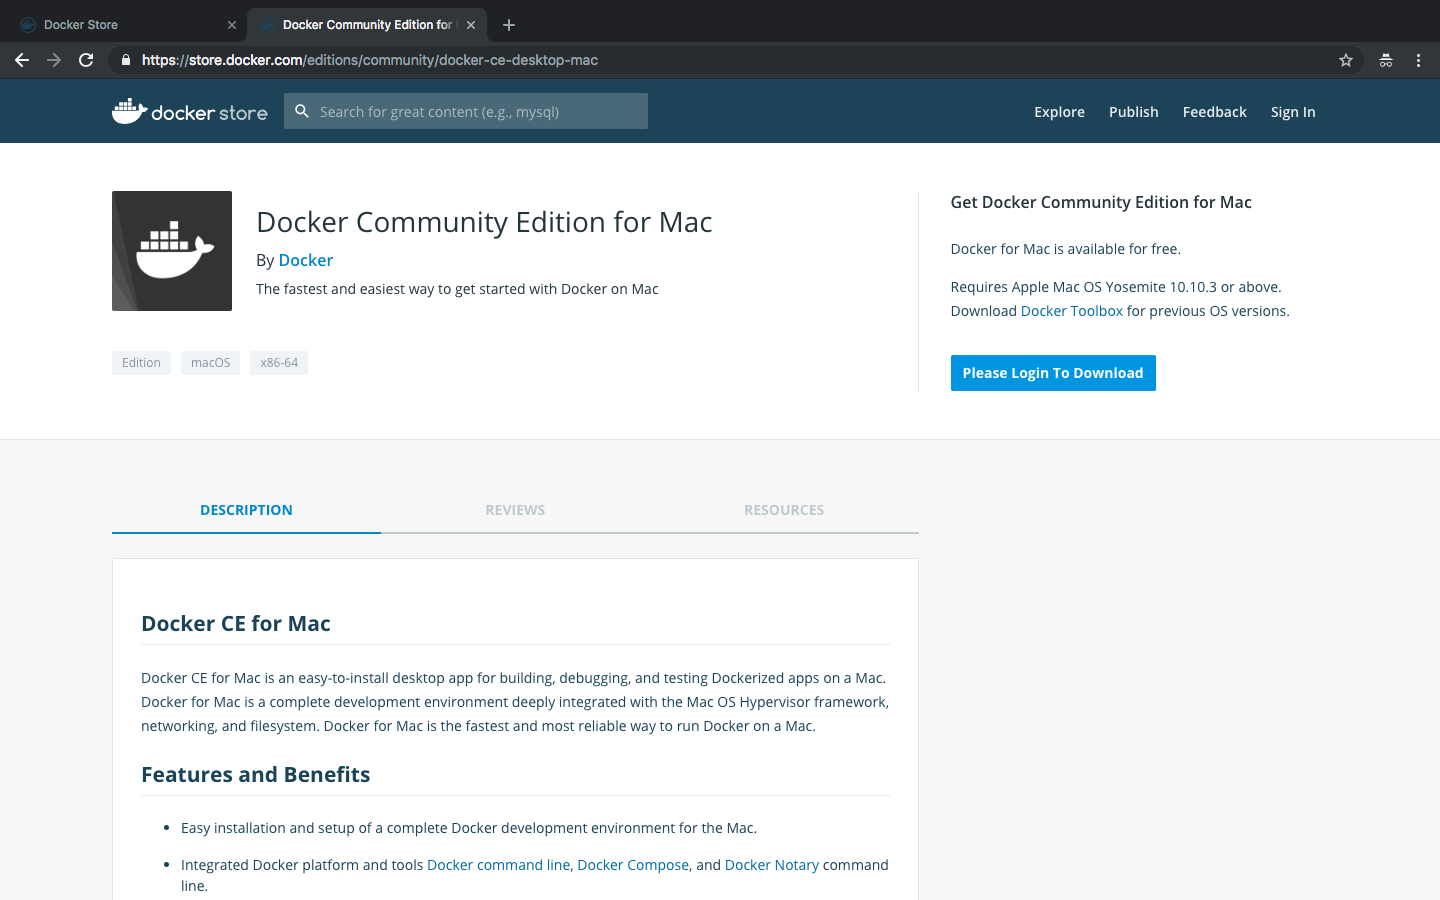 Docker Store
Docker Community Edition for
https://store.docker.com/editions/community/docker-ce-desktop-mac
docker store
Search for great content (e.g., mysql)
Explore
Publish
Feedback
Sign In
Docker Community Edition for Mac
By Docker
The fastest and easiest way to get started with Docker on Mac
Edition
macOS
x86-64
Get Docker Community Edition for Mac
Docker for Mac is available for free.
Requires Apple Mac OS Yosemite 10.10.3 or above.
Download Docker Toolbox for previous OS versions.
Please Login To Download
DESCRIPTION
REVIEWS
RESOURCES
Docker CE for Mac
Docker CE for Mac is an easy-to-install desktop app for building, debugging, and testing Dockerized apps on a Mac.
Docker for Mac is a complete development environment deeply integrated with the Mac OS Hypervisor framework,
networking, and filesystem. Docker for Mac is the fastest and most reliable way to run Docker on a Mac.
Features and Benefits
• Easy installation and setup of a complete Docker development environment for the Mac.
• Integrated Docker platform and tools Docker command line, Docker Compose, and Docker Notary command
line.